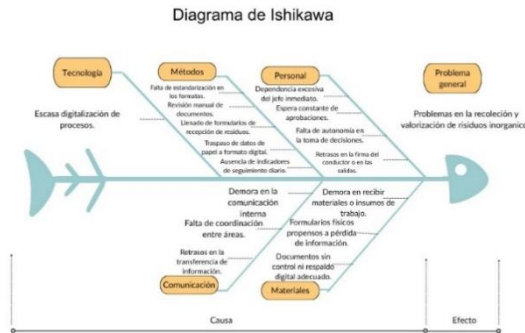 Diagrama de Ishikawa
Tecnología
Métodos
Personal
Problema
general
Escasa digitalización de
procesos.
Falta de estandarización en
los formatos.
Revisión manual de
documentos.
Llenado de formularios de
recepción de residuos.
Traspaso de datos de
papel a formato digital.
Ausencia de indicadores
de seguimiento diario.
Dependencia excesiva
del jefe inmediato.
Espera constante de
aprobaciones.
Falta de autonomía en
la toma de decisiones.
Retrasos en la firma del
conductor o en las
salidas.
Problemas en la recoleción y
valorización de risiduos inorganico
Demora en la
comunicación
interna
Falta de coordinación
entre áreas.
Retrasos en la
transferencia de
información.
Comunicación
Demora en recibir
materiales o insumos de
trabajo.
Formularios físicos
propensos a pérdida
de información.
Documentos sin
control ni respaldo
digital adecuado.
Materiales
Causa
Efecto